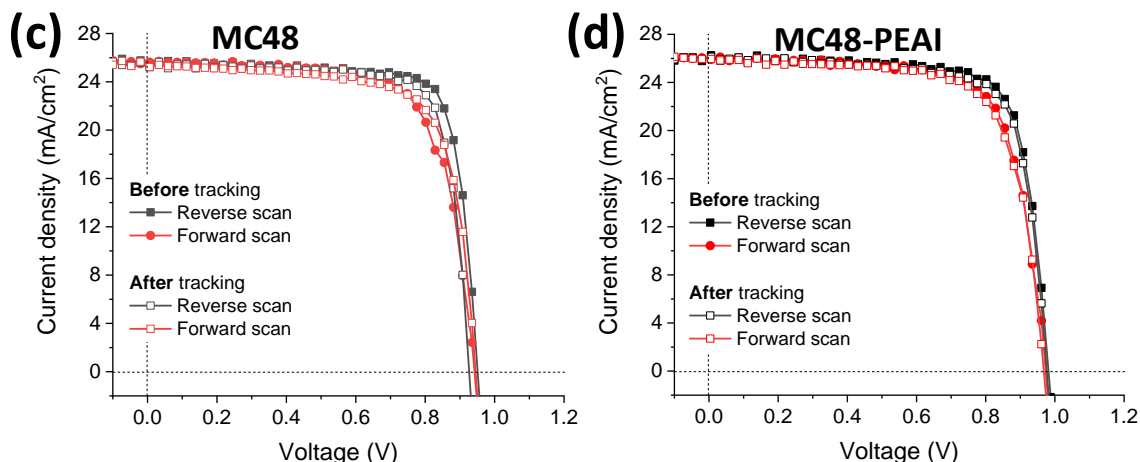 (c)
MC48
28
24
20
16
12
8
4
0
Current density (mA/cm²)
Before tracking
Reverse scan
Forward scan
After tracking
Reverse scan
Forward scan
0.0 0.2 0.4 0.6 0.8 1.0 1.2
Voltage (V)
(d)
MC48-PEAI
28
24
20
16
12
8
4
0
Current density (mA/cm²)
Before tracking
Reverse scan
Forward scan
After tracking
Reverse scan
Forward scan
0.0 0.2 0.4 0.6 0.8 1.0 1.2
Voltage (V)